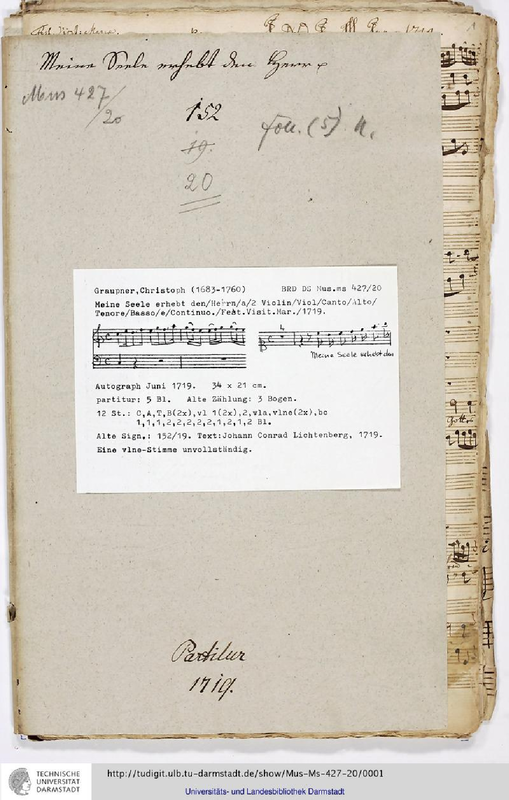 Meine Seele erhebt den Herrn
Mus 427/
/20
152
19.
20
fol. (5) U.
Graupner,Christoph (1683-1760) BRD DS Mus.ms 427/20
Meine Seele erhebt den/Herrn/a/2 Violin/Viol/Canto/Alto/
Tenore/Basso/e/Continuo./Fest.Visit.Mar./1719.
Meine Seele erhebt den
Autograph Juni 1719. 34 x 21 cm.
partitur: 5 Bl. Alte Zählung: 3 Bogen.
12 St.: C,A,T,B(2x),vl 1(2x),2,vla,vlne(2x),bc
1,1,1,2,2,2,2,2,1,2,1,2 Bl.
Alte Sign.: 152/19. Text:Johann Conrad Lichtenberg, 1719.
Eine vlne-Stimme unvollständig.
Partitur
1719.
TECHNISCHE
UNIVERSITÄT
DARMSTADT
http://tudigit.ulb.tu-darmstadt.de/show/Mus-Ms-427-20/0001
Universitäts- und Landesbibliothek Darmstadt